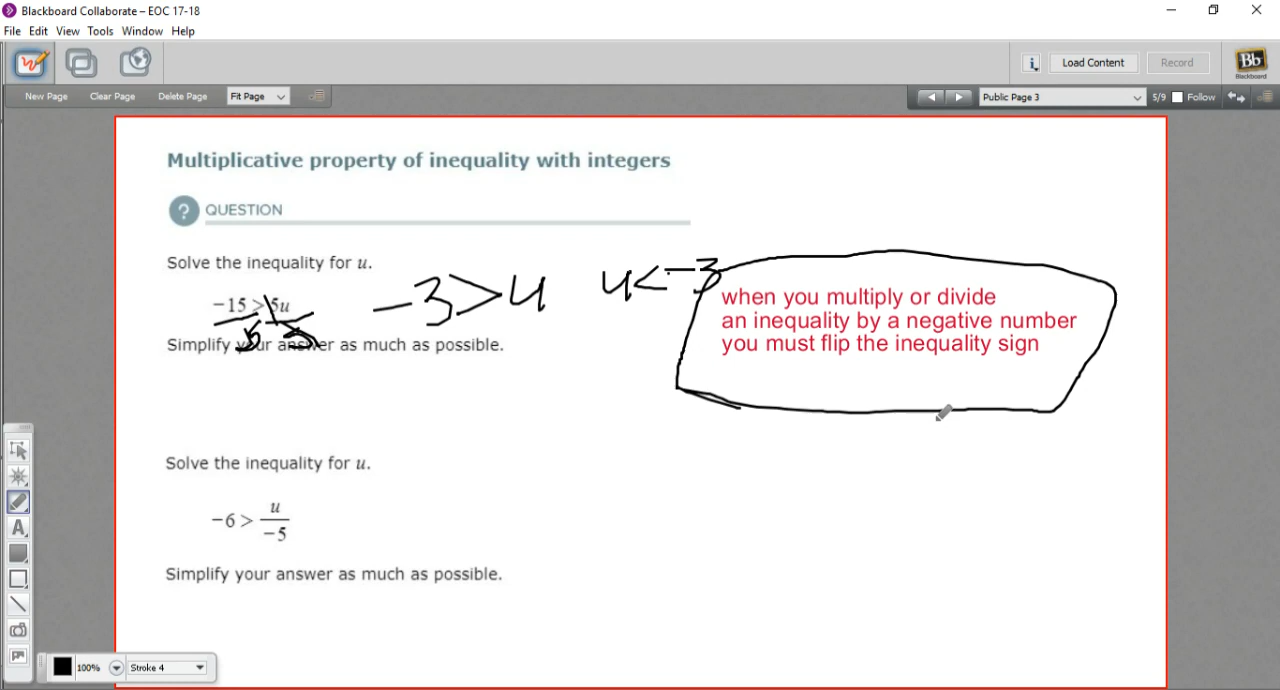 Blackboard Collaborate – EOC 17-18
File Edit View Tools Window Help
Load Content Record Bb Blackboard
New Page Clear Page Delete Page Fit Page Public Page 3 5/9 Follow
Multiplicative property of inequality with integers
? QUESTION
Solve the inequality for u.
-15 > 5u
5 5
-3 > u
u < -3
when you multiply or divide
an inequality by a negative number
you must flip the inequality sign
Simplify your answer as much as possible.
Solve the inequality for u.
-6 > u/-5
Simplify your answer as much as possible.
A
100% Stroke 4